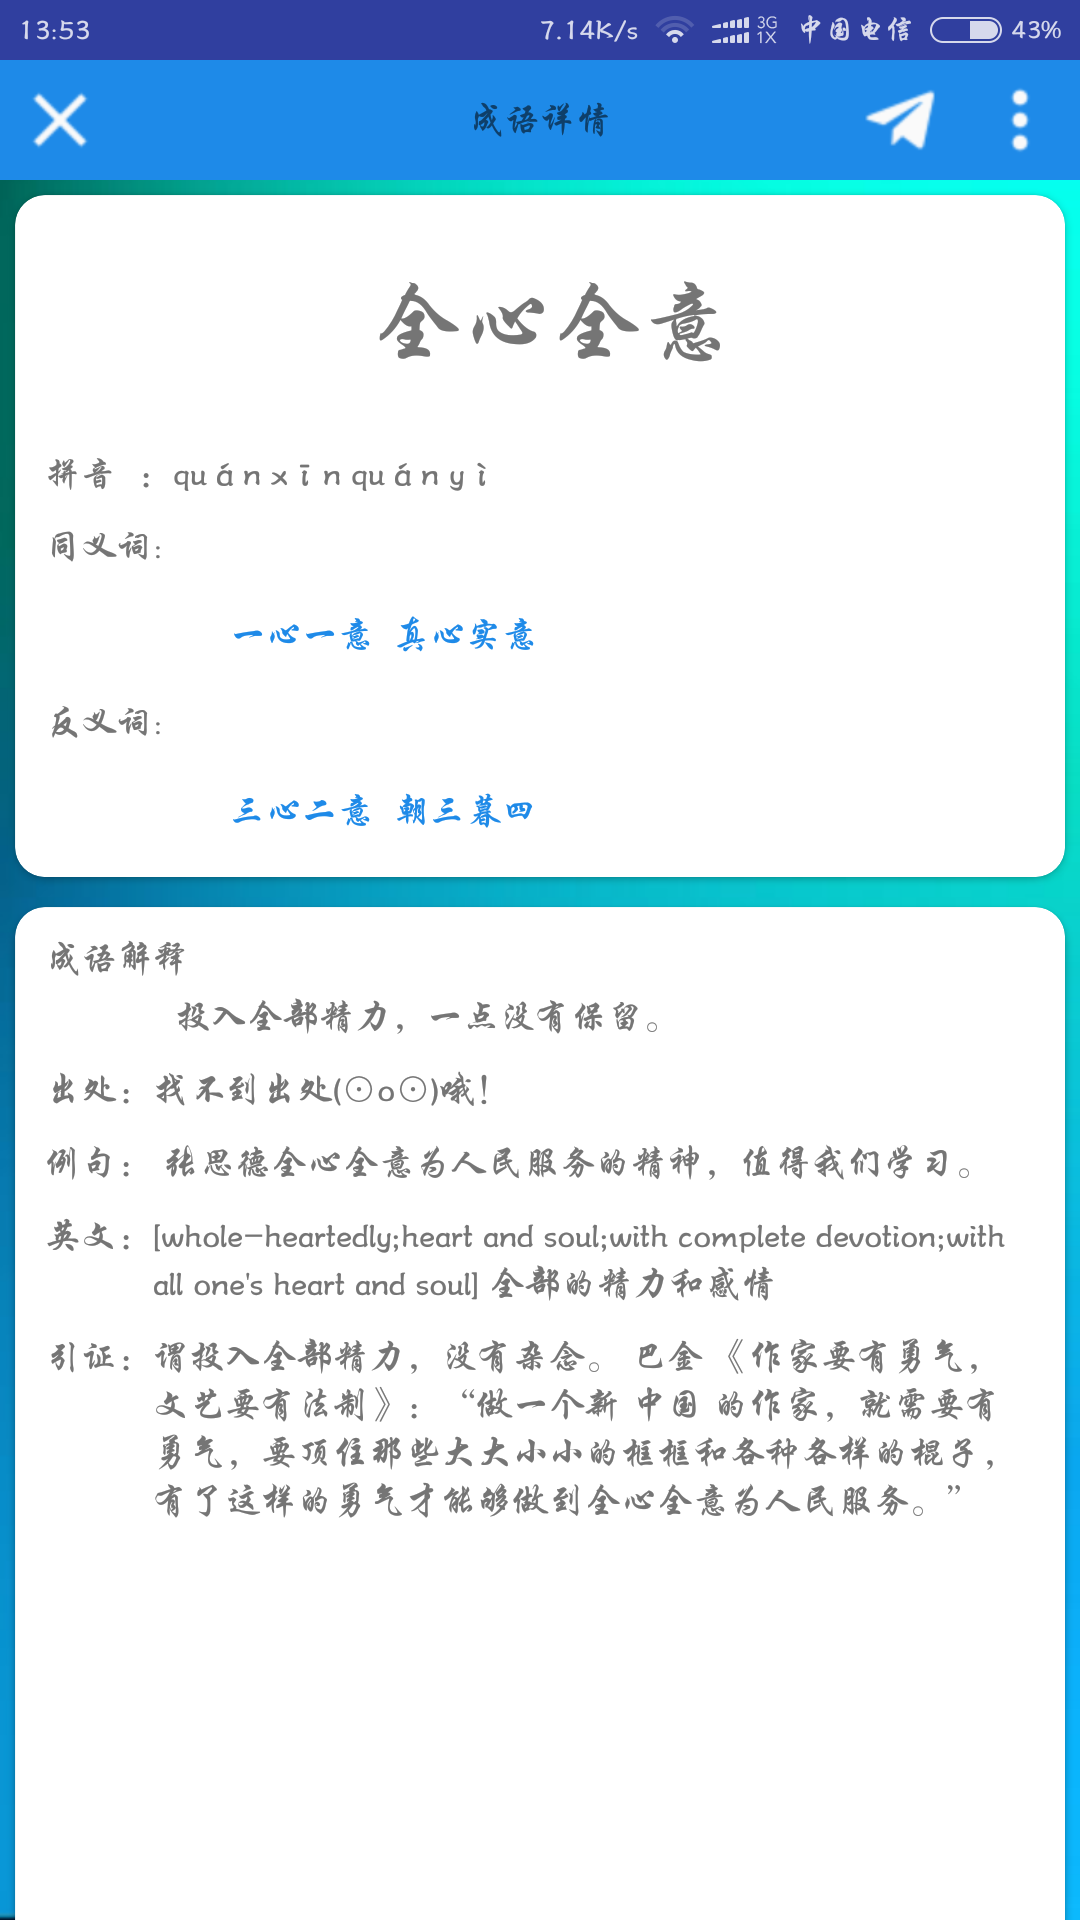 13:53 7.14K/s 3G 1X 中国电信 43%
成语详情
全心全意
拼音 ： quánxīnquányì
同义词:
一心一意 真心实意
反义词:
三心二意 朝三暮四
成语解释
投入全部精力，一点没有保留。
出处：找不到出处(⊙o⊙)哦！
例句： 张思德全心全意为人民服务的精神，值得我们学习。
英文：[whole-heartedly;heart and soul;with complete devotion;with
all one's heart and soul] 全部的精力和感情
引证：谓投入全部精力，没有杂念。 巴金 《作家要有勇气，
文艺要有法制》：“做一个新 中国 的作家，就需要有
勇气，要顶住那些大大小小的框框和各种各样的棍子，
有了这样的勇气才能够做到全心全意为人民服务。”